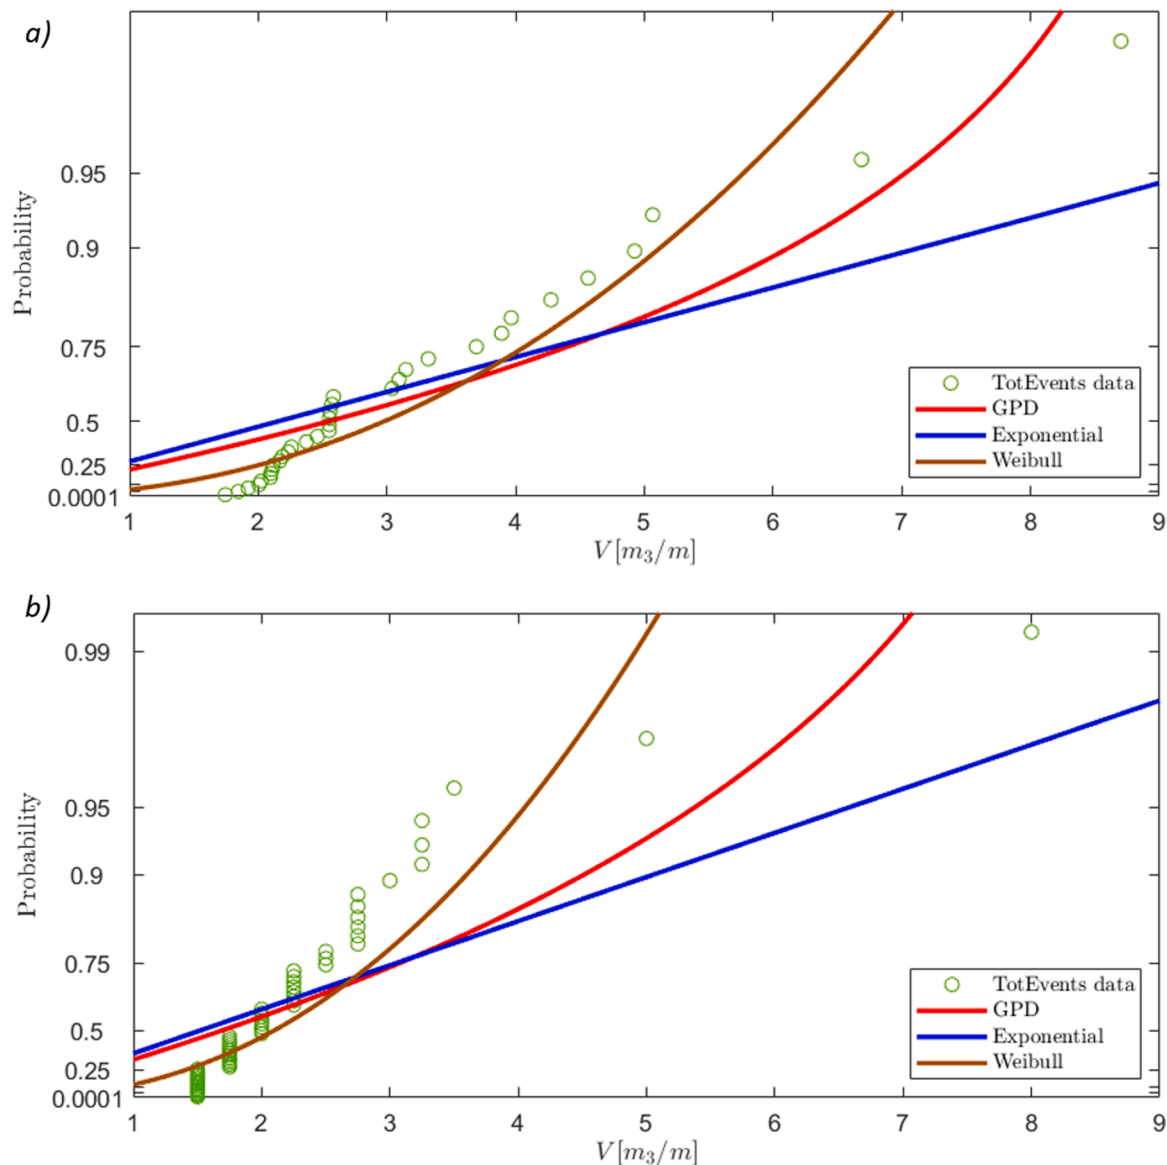 a)
0.95
0.9
0.75
0.5
0.25
0.0001
Probability
1 2 3 4 5 6 7 8 9
V[m₃/m]
TotEvents data
GPD
Exponential
Weibull
b)
0.99
0.95
0.9
0.75
0.5
0.25
0.0001
Probability
1 2 3 4 5 6 7 8 9
V[m₃/m]
TotEvents data
GPD
Exponential
Weibull